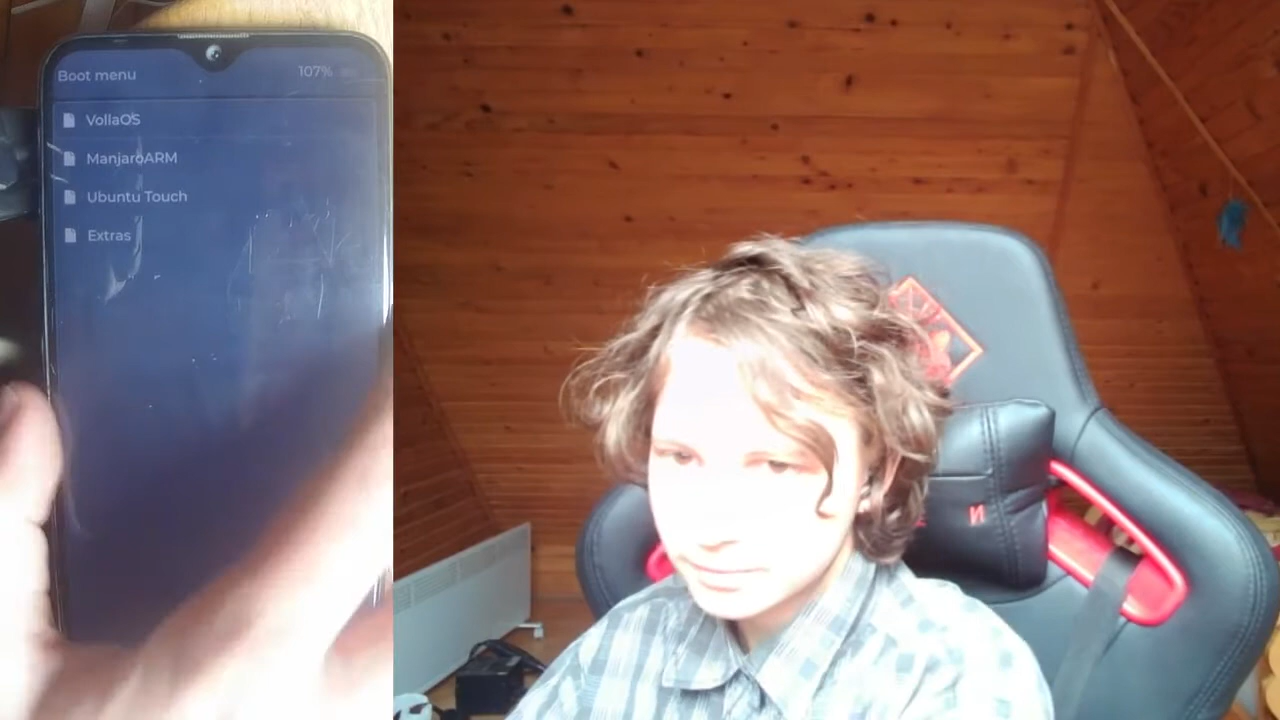 Boot menu 107%
VollaOS
ManjaroARM
Ubuntu Touch
Extras